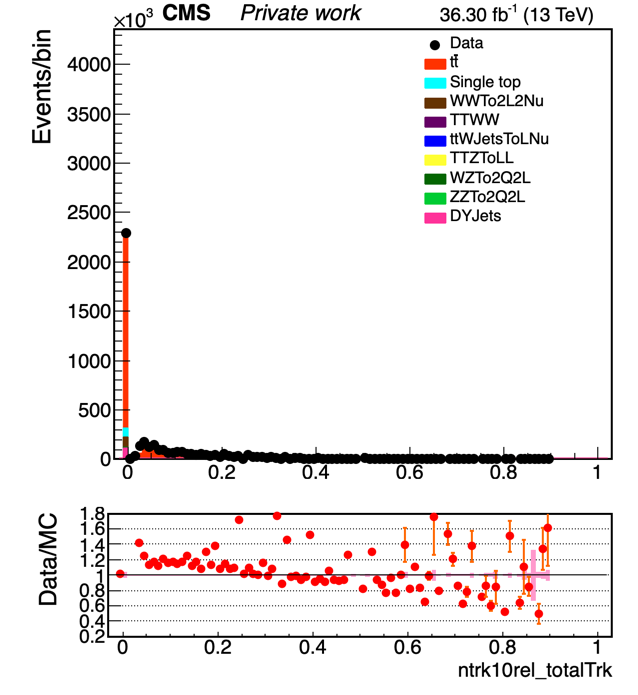 ×10³ CMS Private work 36.30 fb⁻¹ (13 TeV)
Events/bin
4000
3500
3000
2500
2000
1500
1000
500
0
Data
tt̄
Single top
WWTo2L2Nu
TTWW
ttWJetsToLNu
TTZToLL
WZTo2Q2L
ZZTo2Q2L
DYJets
0 0.2 0.4 0.6 0.8 1
Data/MC
1.8
1.6
1.4
1.2
1
0.8
0.6
0.4
0.2
0 0.2 0.4 0.6 0.8 1
ntrk10rel_totalTrk